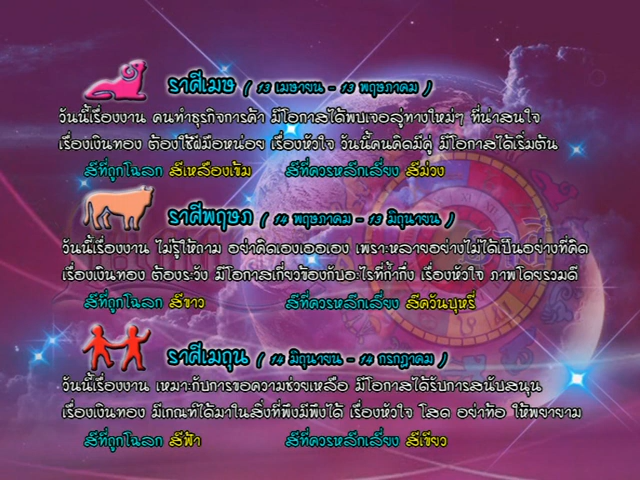 ราศีเมษ ( 13 เมษายน - 13 พฤษภาคม )
วันนี้เรื่องงาน คนทำธุรกิจการค้า มีโอกาสได้พบเจอลู่ทางใหม่ๆ ที่น่าสนใจ
เรื่องเงินทอง ต้องใช้ฝีมือหน่อย เรื่องหัวใจ วันนี้คนคิดมีคู่ มีโอกาสได้เริ่มต้น
สีที่ถูกโฉลก สีเหลืองเข้ม สีที่ควรหลีกเลี่ยง สีม่วง
ราศีพฤษภ ( 14 พฤษภาคม - 13 มิถุนายน )
วันนี้เรื่องงาน ไม่รู้ให้ถาม อย่าคิดเองเออเอง เพราะหลายอย่างไม่ได้เป็นอย่างที่คิด
เรื่องเงินทอง ต้องระวัง มีโอกาสเกี่ยวข้องกับอะไรที่ก้ำกึ่ง เรื่องหัวใจ ภาพโดยรวมดี
สีที่ถูกโฉลก สีขาว สีที่ควรหลีกเลี่ยง สีควันบุหรี่
ราศีเมถุน ( 14 มิถุนายน - 14 กรกฎาคม )
วันนี้เรื่องงาน เหมาะกับการขอความช่วยเหลือ มีโอกาสได้รับการสนับสนุน
เรื่องเงินทอง มีเกณฑ์ได้มาในสิ่งที่พึงมีพึงได้ เรื่องหัวใจ โสด อย่าท้อ ให้พยายาม
สีที่ถูกโฉลก สีฟ้า สีที่ควรหลีกเลี่ยง สีเขียว